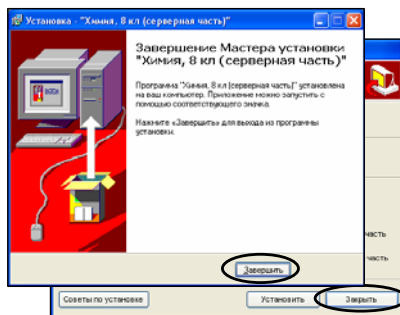 Установка - "Химия, 8 кл (серверная часть)"
Завершение Мастера установки
"Химия, 8 кл (серверная часть)"
Программа "Химия, 8 кл (серверная часть)" установлена
на ваш компьютер. Приложение можно запустить с
помощью соответствующего значка.
Нажмите «Завершить» для выхода из программы
установки.
часть
часть
Завершить
Советы по установке
Установить
Закрыть